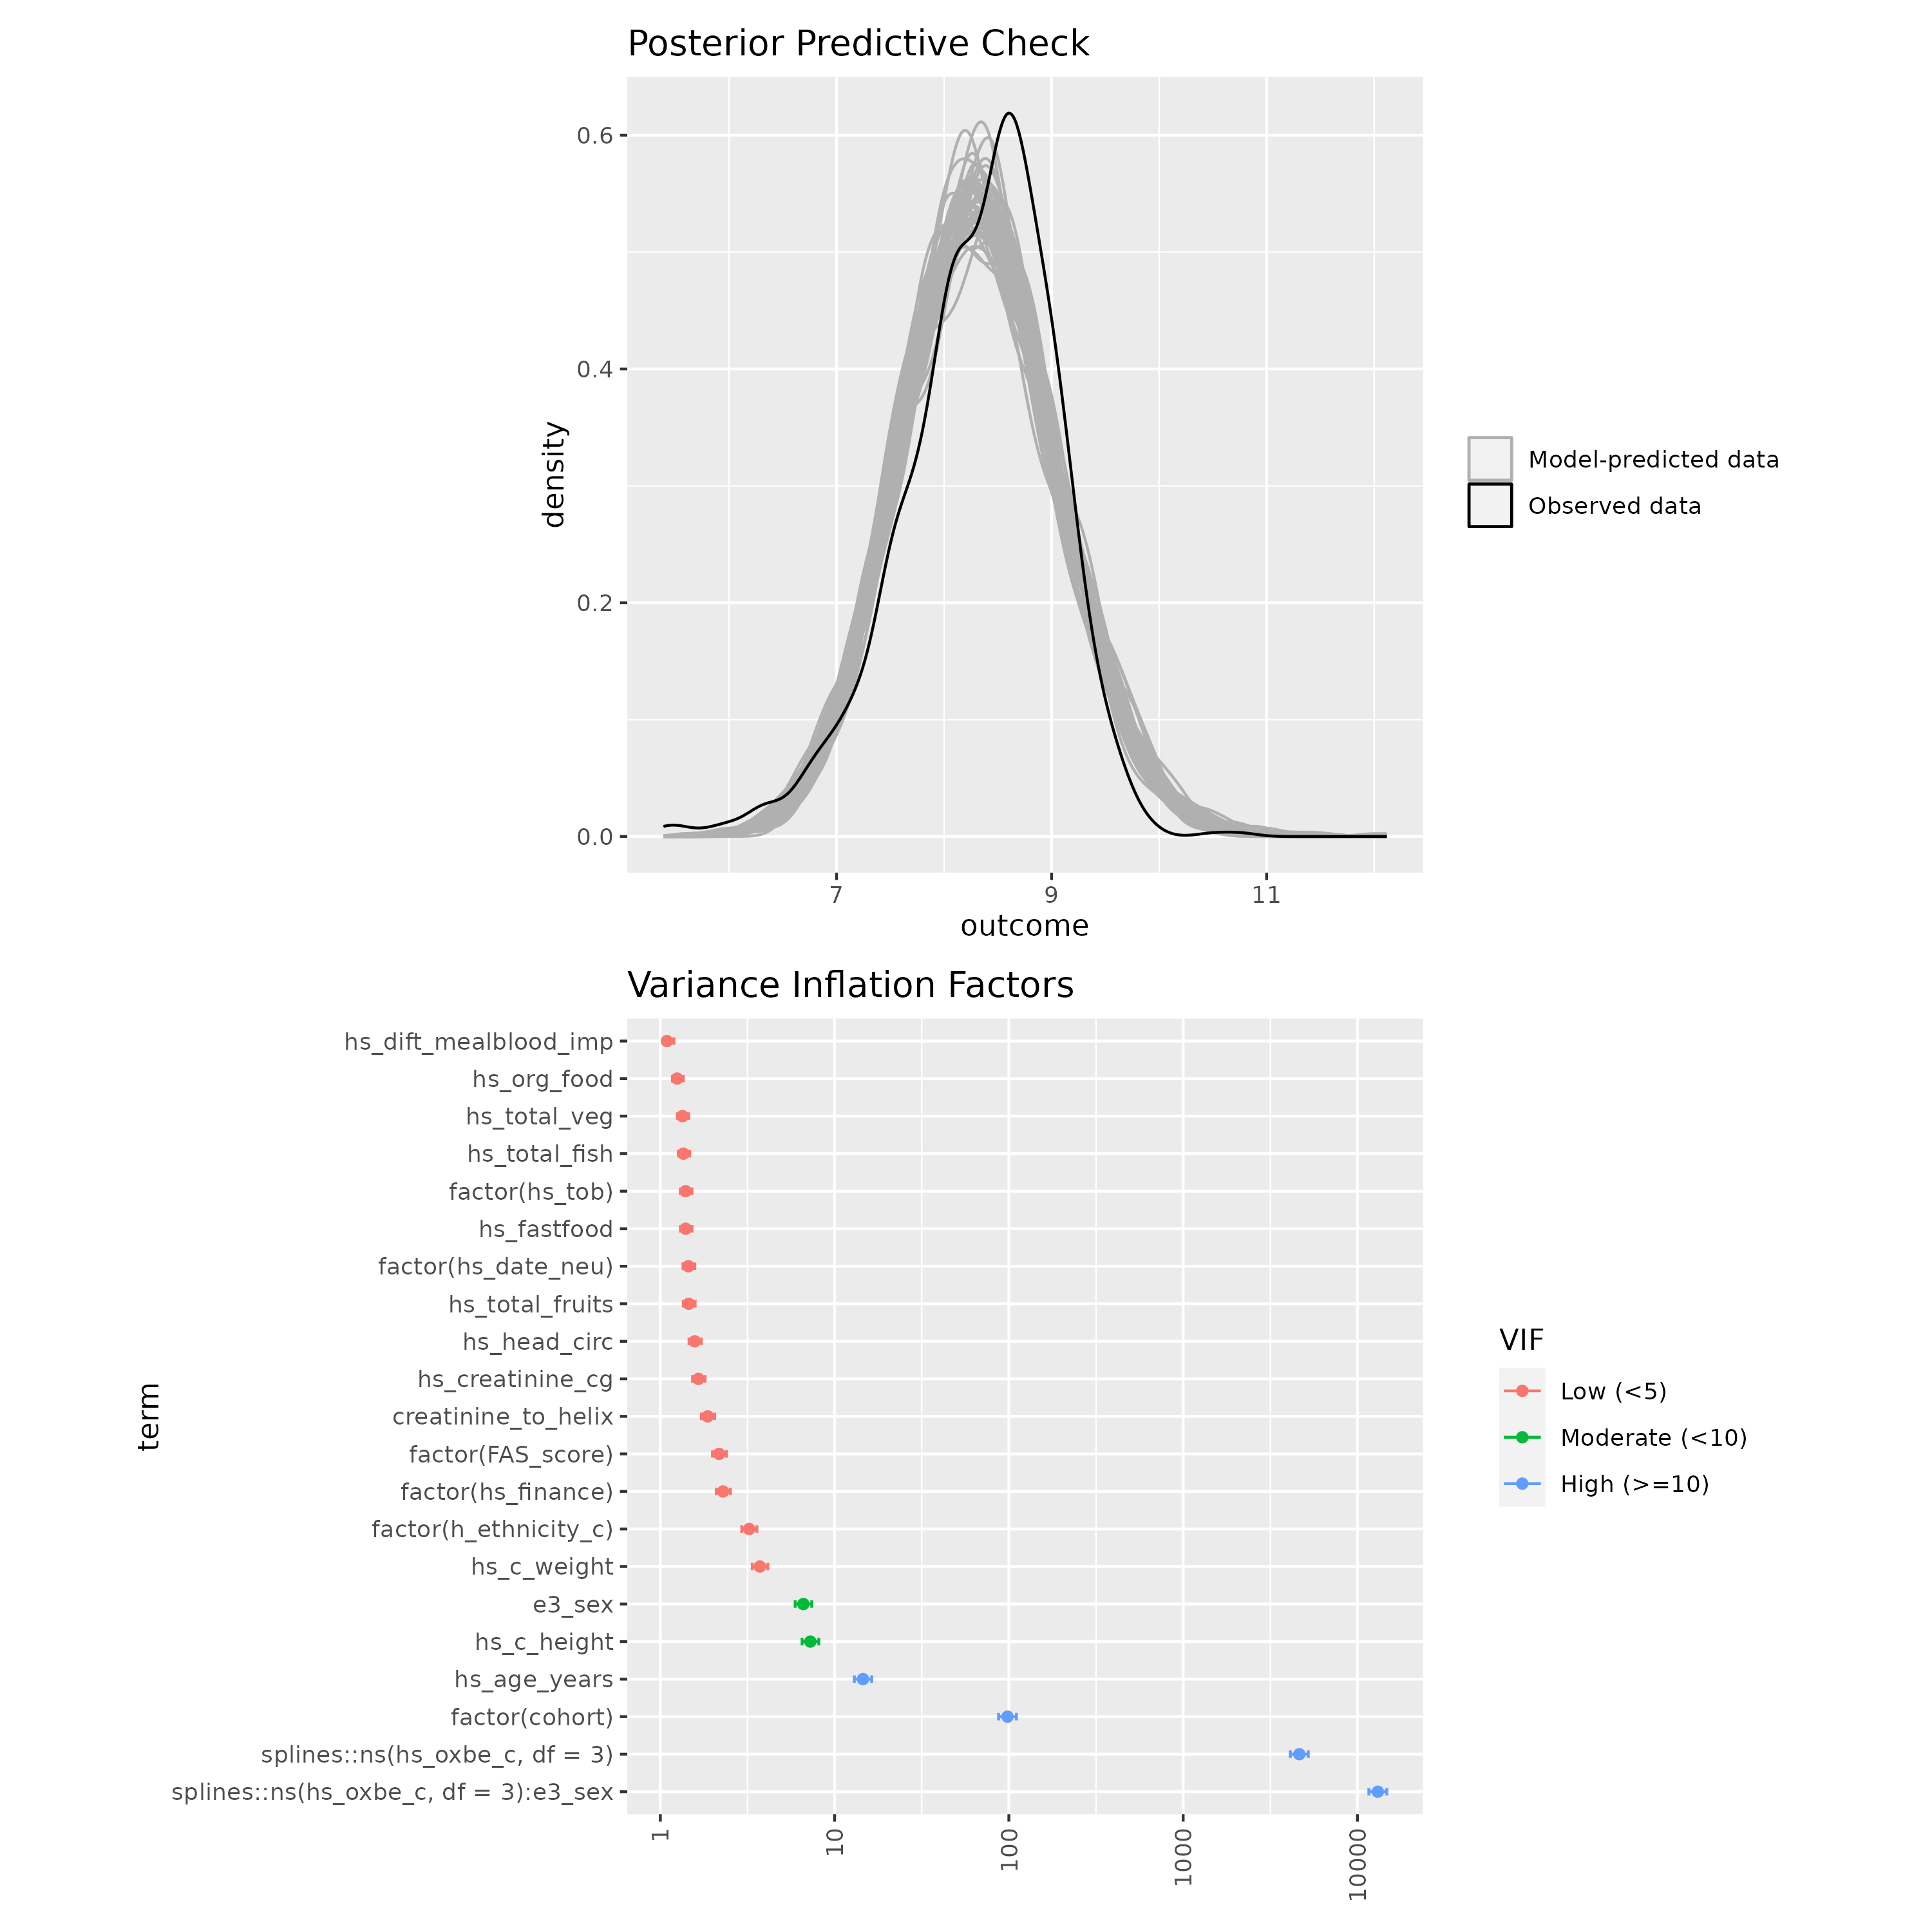 Posterior Predictive Check
0.6
0.4
0.2
0.0
density
7
9
11
outcome
Model-predicted data
Observed data
Variance Inflation Factors
term
hs_dift_mealblood_imp
hs_org_food
hs_total_veg
hs_total_fish
factor(hs_tob)
hs_fastfood
factor(hs_date_neu)
hs_total_fruits
hs_head_circ
hs_creatinine_cg
creatinine_to_helix
factor(FAS_score)
factor(hs_finance)
factor(h_ethnicity_c)
hs_c_weight
e3_sex
hs_c_height
hs_age_years
factor(cohort)
splines::ns(hs_oxbe_c, df = 3)
splines::ns(hs_oxbe_c, df = 3):e3_sex
1
10
100
1000
10000
VIF
Low (<5)
Moderate (<10)
High (>=10)